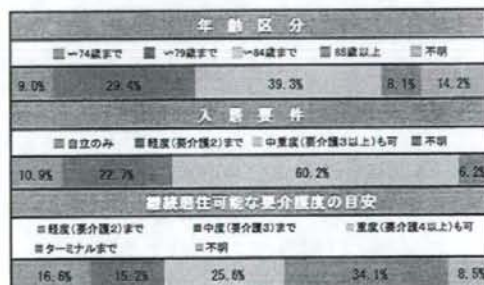 年齢区分
～74歳まで ～79歳まで ～84歳まで 85歳以上 不明
9.0% 29.4% 39.3% 8.1% 14.2%
入居要件
自立のみ 軽度(要介護2)まで 中重度(要介護3以上)も可 不明
10.9% 22.7% 60.2% 6.2%
継続居住可能な要介護度の目安
軽度(要介護2)まで 中度(要介護3)まで 重度(要介護4以上)も可
ターミナルまで 不明
16.6% 15.2% 25.6% 34.1% 8.5%